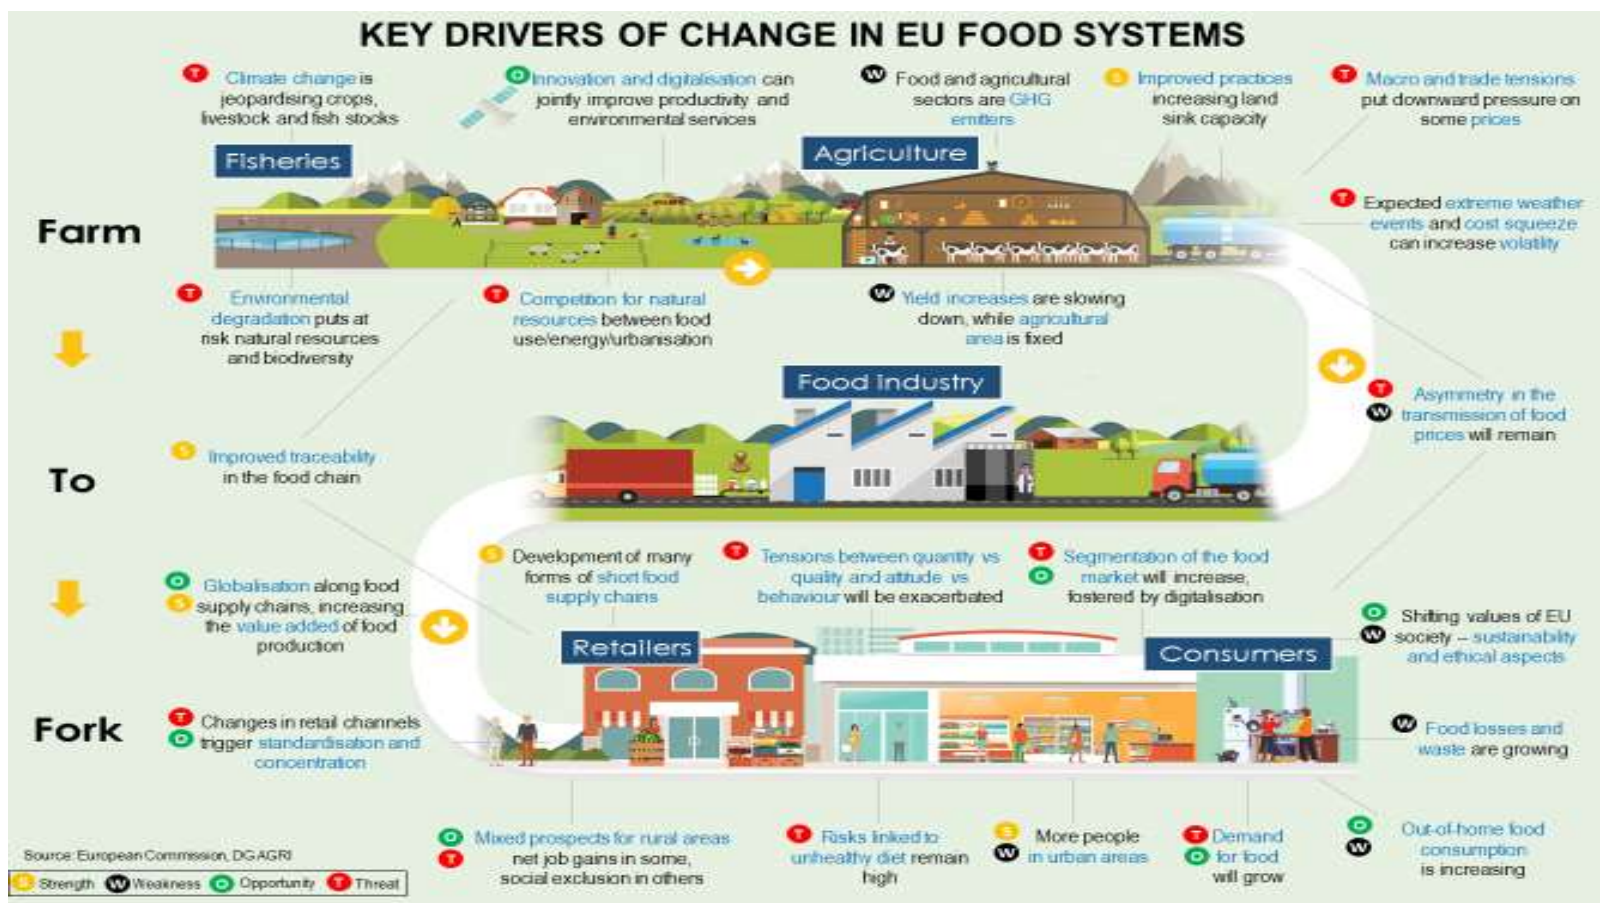 KEY DRIVERS OF CHANGE IN EU FOOD SYSTEMS
T
Climate change is
jeopardising crops,
livestock and fish stocks
O
Innovation and digitalisation can
jointly improve productivity and
environmental services
W
Food and agricultural
sectors are GHG
emitters
S
Improved practices
increasing land
sink capacity
T
Macro and trade tensions
put downward pressure on
some prices
Fisheries
Agriculture
Farm
T
Expected extreme weather
events and cost squeeze
can increase volatility
T
Environmental
degradation puts at
risk natural resources
and biodiversity
T
Competition for natural
resources between food
use/energy/urbanisation
W
Yield increases are slowing
down, while agricultural
area is fixed
Food industry
T
W
Asymmetry in the
transmission of food
prices will remain
S
Improved traceability
in the food chain
To
S
Development of many
forms of short food
supply chains
T
Tensions between quantity vs
quality and attitude vs
behaviour will be exacerbated
T
O
Segmentation of the food
market will increase,
fostered by digitalisation
O
S
Globalisation along food
supply chains, increasing
the value added of food
production
O
W
Shifting values of EU
society – sustainability
and ethical aspects
Retailers
Consumers
Fork
T
O
Changes in retail channels
trigger standardisation and
concentration
W
Food losses and
waste are growing
O
T
Mixed prospects for rural areas
net job gains in some,
social exclusion in others
T
Risks linked to
unhealthy diet remain
high
S
W
More people
in urban areas
T
O
Demand
for food
will grow
O
W
Out-of-home food
consumption
is increasing
Source: European Commission, DG AGRI
S Strength W Weakness O Opportunity T Threat